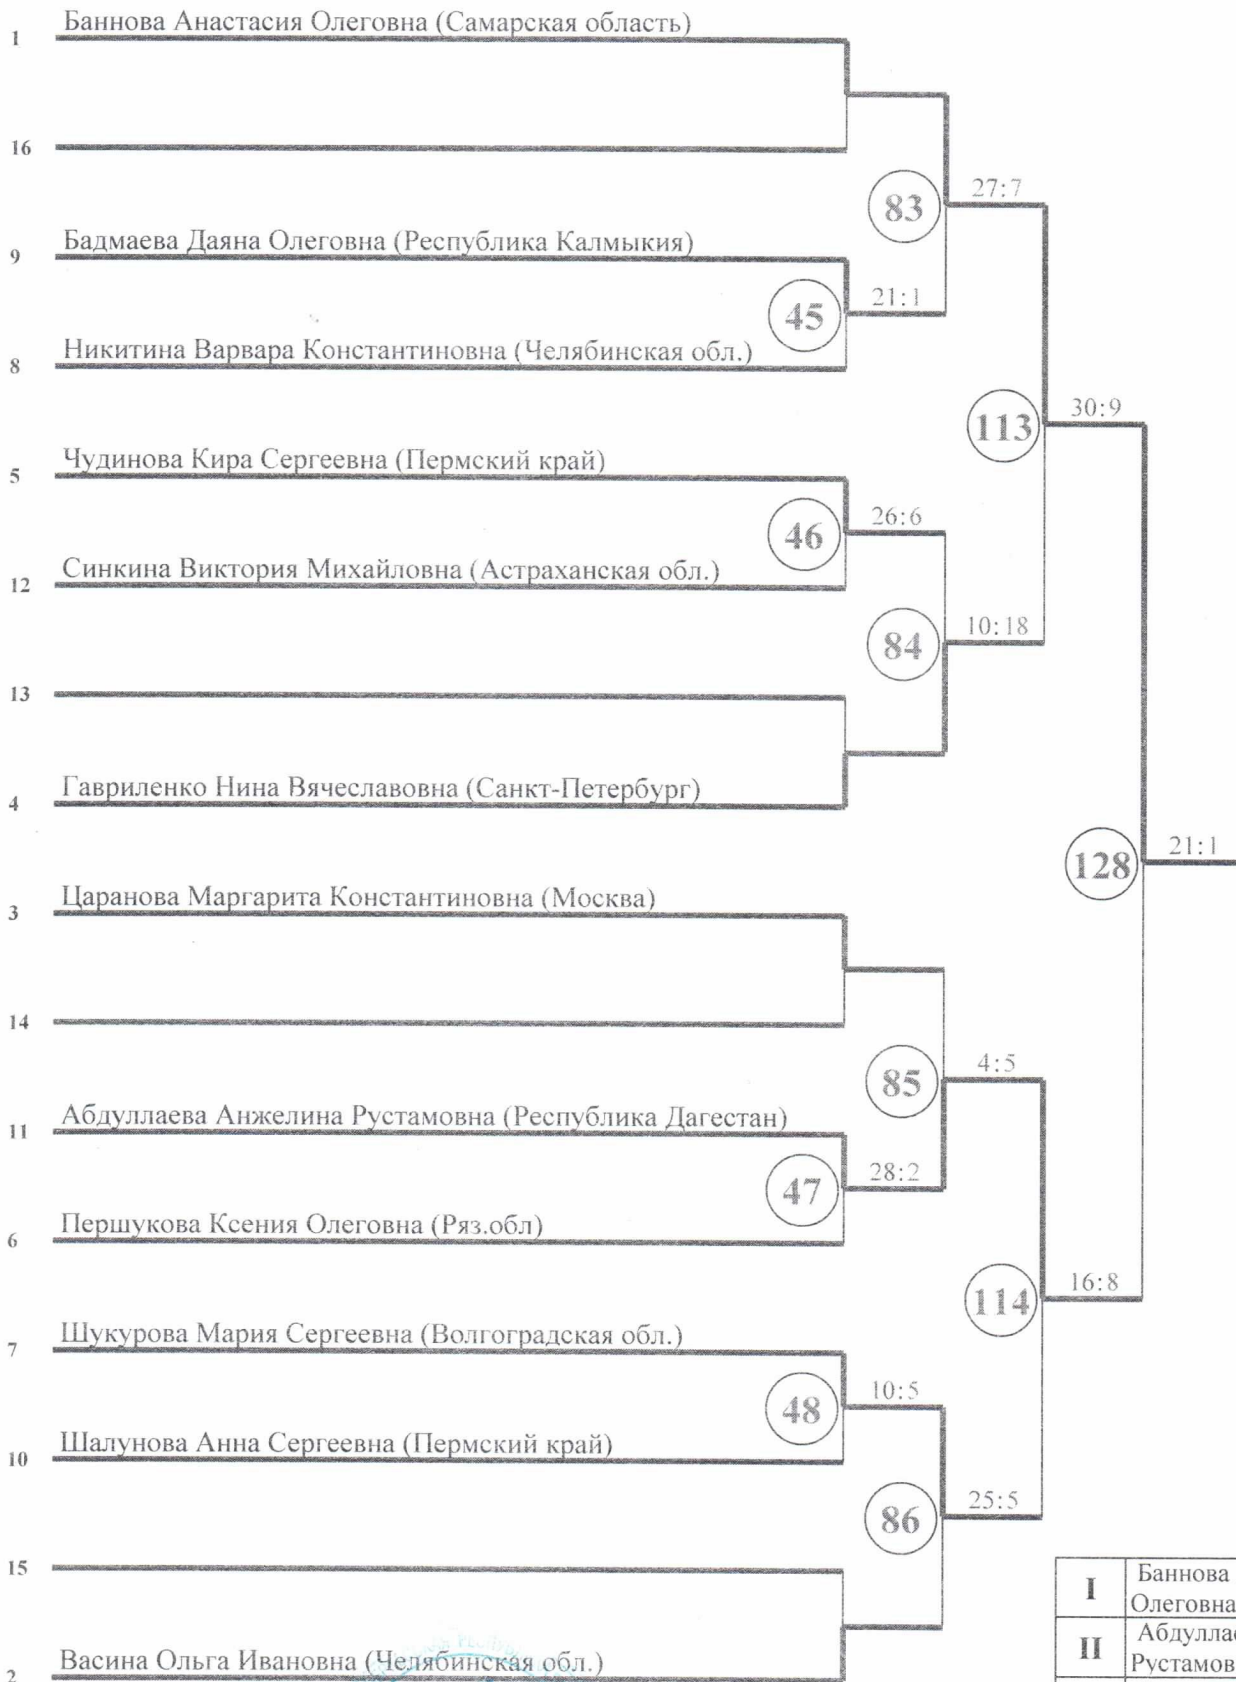 Баннова Анастасия Олеговна (Самарская область)
1
16
83
27:7
Бадмаева Даяна Олеговна (Республика Калмыкия)
9
45
21:1
Никитина Варвара Константиновна (Челябинская обл.)
8
113
30:9
Чудинова Кира Сергеевна (Пермский край)
5
46
26:6
Синкина Виктория Михайловна (Астраханская обл.)
12
84
10:18
13
Гавриленко Нина Вячеславовна (Санкт-Петербург)
4
128
21:1
Царанова Маргарита Константиновна (Москва)
3
14
85
4:5
Абдуллаева Анжелина Рустамовна (Республика Дагестан)
11
47
28:2
Першукова Ксения Олеговна (Ряз.обл)
6
114
16:8
Шукурова Мария Сергеевна (Волгоградская обл.)
7
48
10:5
Шалунова Анна Сергеевна (Пермский край)
10
86
25:5
15
I
Баннова
Олеговна
II
Рустамов
Васина Ольга Ивановна (Челябинская обл.)
2